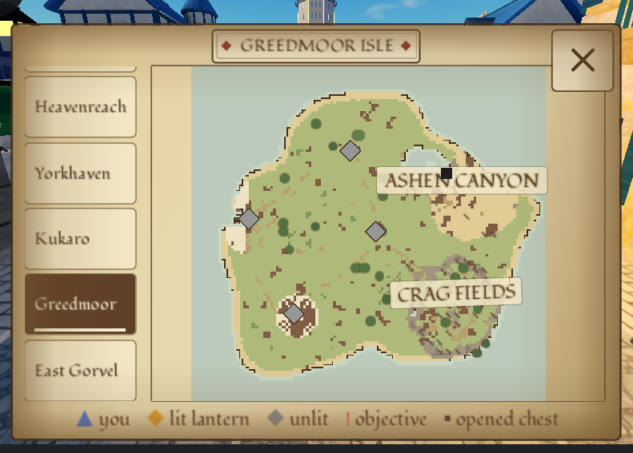 GREEDMOOR ISLE
Heavenreach
Yorkhaven
Kukaro
Greedmoor
East Gorvel
ASHEN CANYON
CRAG FIELDS
you lit lantern unlit ! objective opened chest